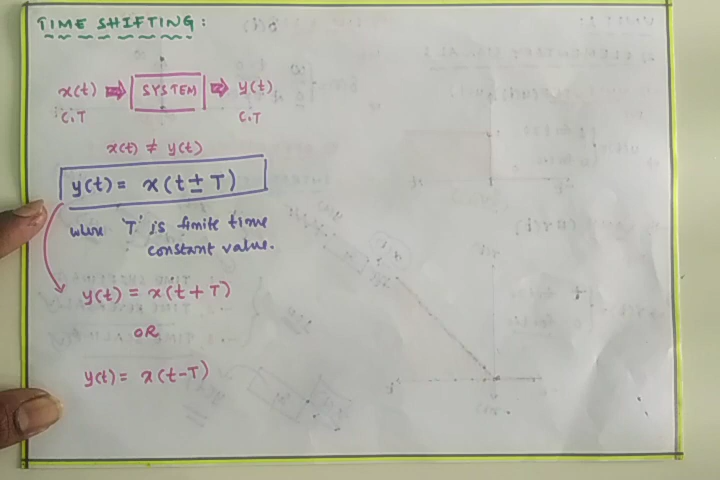 TIME SHIFTING:
x(t) ⇒ SYSTEM ⇒ y(t)
C.T C.T
x(t) ≠ y(t)
y(t) = x(t ± T)
where 'T' is finite time
constant value.
y(t) = x(t+T)
OR
y(t) = x(t-T)